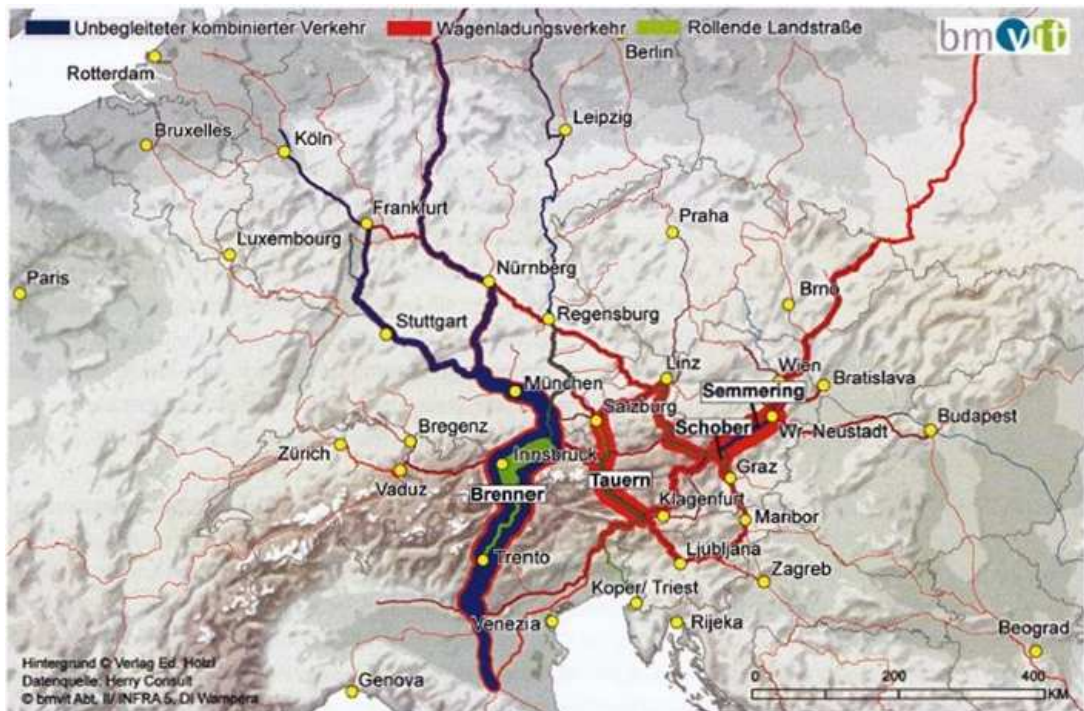 Unbegleiteter kombinierter Verkehr
Wagenladungsverkehr
Rollende Landstraße
bmvit
Berlin
Rotterdam
Leipzig
Bruxelles
Köln
Frankfurt
Praha
Luxembourg
Nürnberg
Paris
Brno
Regensburg
Stuttgart
Linz
Wien
München
Semmering
Bratislava
Salzburg
Schober
Budapest
Bregenz
Wr. Neustadt
Zürich
Innsbruck
Graz
Vaduz
Tauern
Brenner
Klagenfurt
Maribor
Trento
Ljubljana
Koper/ Triest
Zagreb
Venezia
Rijeka
Beograd
Hintergrund © Verlag Ed. Hölzl
Datenquelle: Herry Consult
© bmvit Abt. II/ INFRA 5, DI Wampera
Genova
0 200 400
KM